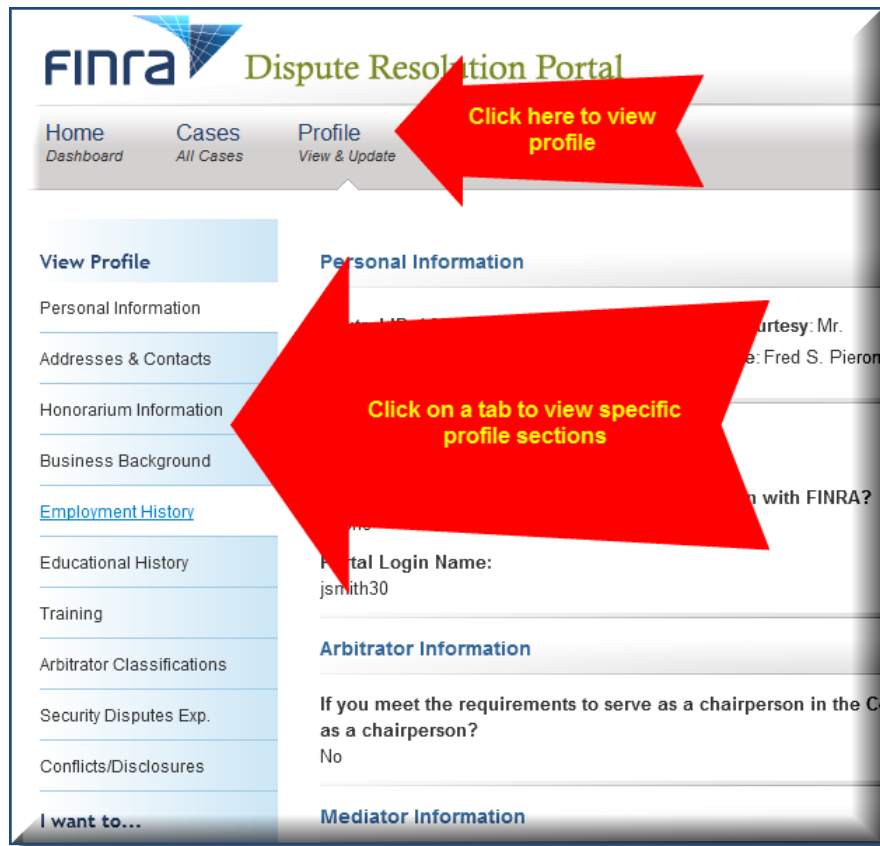 FINRA Dispute Resolution Portal
Home Cases Profile
Dashboard All Cases View & Update
Click here to view
profile
View Profile
Personal Information
Addresses & Contacts
Honorarium Information
Business Background
Employment History
Educational History
Training
Arbitrator Classifications
Security Disputes Exp.
Conflicts/Disclosures
I want to...
Click on a tab to view specific
profile sections
Personal Information
: Mr.
: Fred S.
with FINRA?
Portal Login Name:
jsmith30
Arbitrator Information
If you meet the requirements to serve as a chairperson in the
as a chairperson?
No
Mediator Information